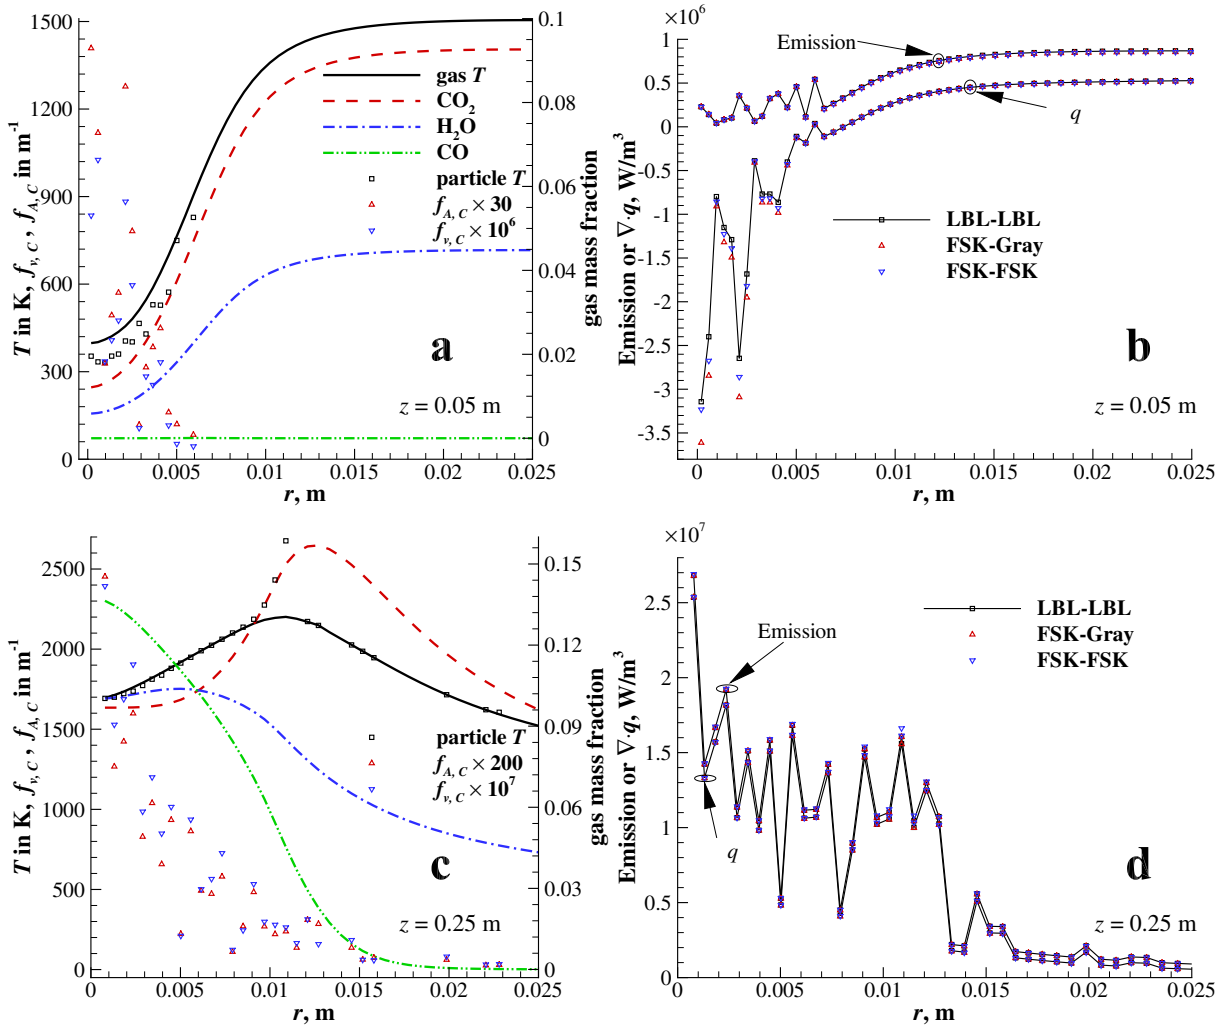 a
1500
1200
900
600
300
0
T in K, f_v,C , f_A,C in m⁻¹
0.1
0.08
0.06
0.04
0.02
0
gas mass fraction
gas T
CO₂
H₂O
CO
particle T
f_A,C × 30
f_v,C × 10⁶
z = 0.05 m
0 0.005 0.01 0.015 0.02 0.025
r, m
×10⁶
1
0.5
0
-0.5
-1
-1.5
-2
-2.5
-3
-3.5
Emission or ∇·q, W/m³
Emission
q
LBL-LBL
FSK-Gray
FSK-FSK
b
z = 0.05 m
0 0.005 0.01 0.015 0.02 0.025
r, m
2500
2000
1500
1000
500
0
T in K, f_v,C , f_A,C in m⁻¹
0.15
0.12
0.09
0.06
0.03
0
gas mass fraction
particle T
f_A,C × 200
f_v,C × 10⁷
c
z = 0.25 m
0 0.005 0.01 0.015 0.02 0.025
r, m
×10⁷
2.5
2
1.5
1
0.5
0
Emission or ∇·q, W/m³
Emission
q
LBL-LBL
FSK-Gray
FSK-FSK
d
z = 0.25 m
0 0.005 0.01 0.015 0.02 0.025
r, m